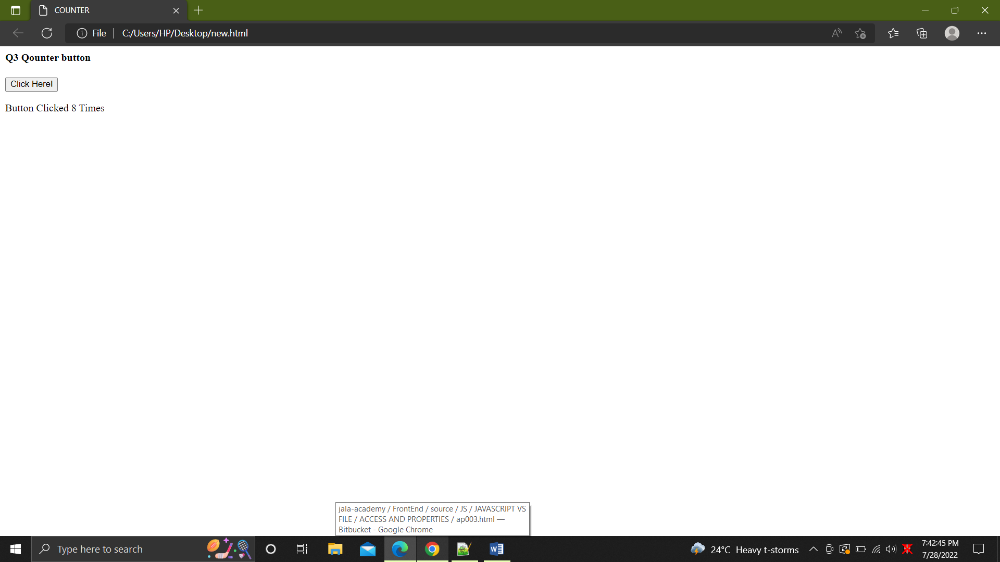 COUNTER
File C:/Users/HP/Desktop/new.html
Q3 Qounter button
Click Here!
Button Clicked 8 Times
jala-academy / FrontEnd / source / JS / JAVASCRIPT VS
FILE / ACCESS AND PROPERTIES / ap003.html —
Bitbucket - Google Chrome
Type here to search
24°C Heavy t-storms
7:42:45 PM
7/28/2022